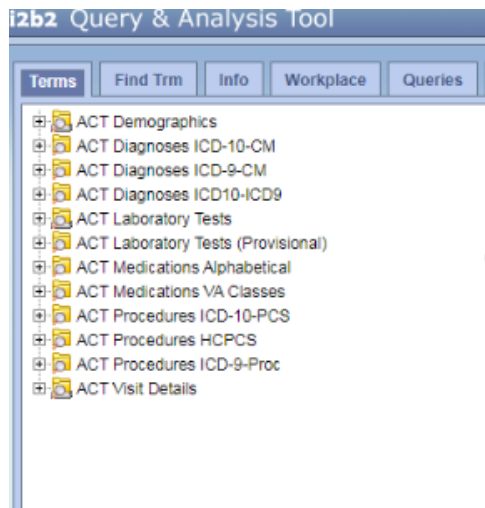 i2b2 Query & Analysis Tool
Terms Find Trm Info Workplace Queries
ACT Demographics
ACT Diagnoses ICD-10-CM
ACT Diagnoses ICD-9-CM
ACT Diagnoses ICD10-ICD9
ACT Laboratory Tests
ACT Laboratory Tests (Provisional)
ACT Medications Alphabetical
ACT Medications VA Classes
ACT Procedures ICD-10-PCS
ACT Procedures HCPCS
ACT Procedures ICD-9-Proc
ACT Visit Details